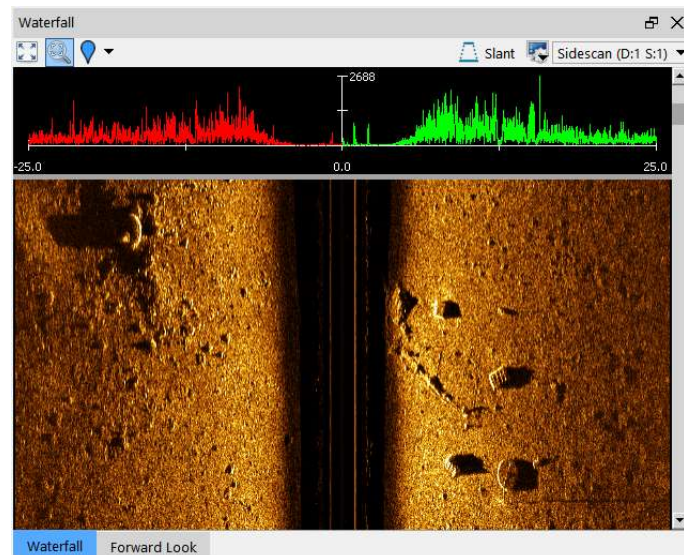 Waterfall
Slant
Sidescan (D:1 S:1)
2688
-25.0 0.0 25.0
Waterfall Forward Look